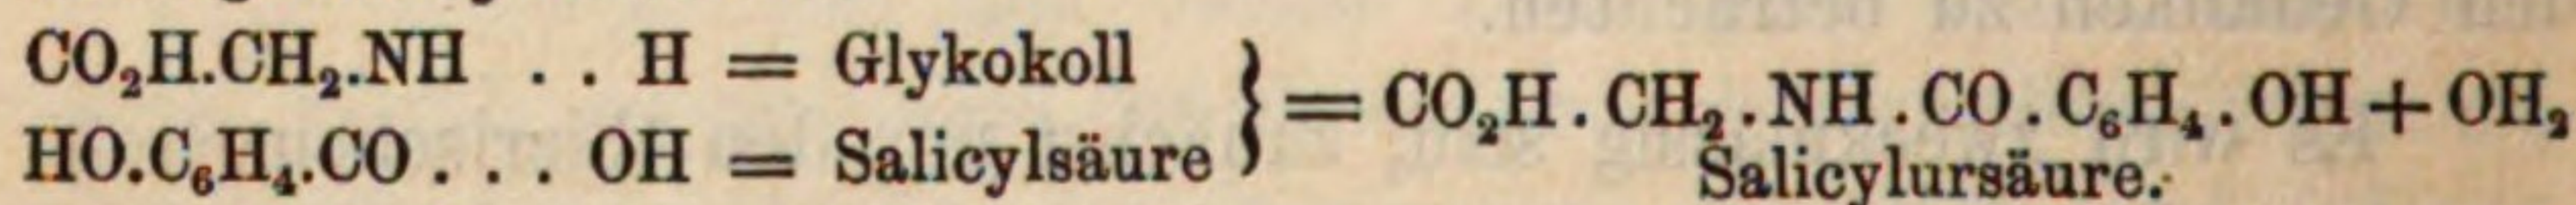 CO₂H.CH₂.NH . . H = Glykokoll
HO.C₆H₄.CO . . . OH = Salicylsäure
} = CO₂H . CH₂ . NH . CO . C₆H₄ . OH + OH₂
Salicylursäure.